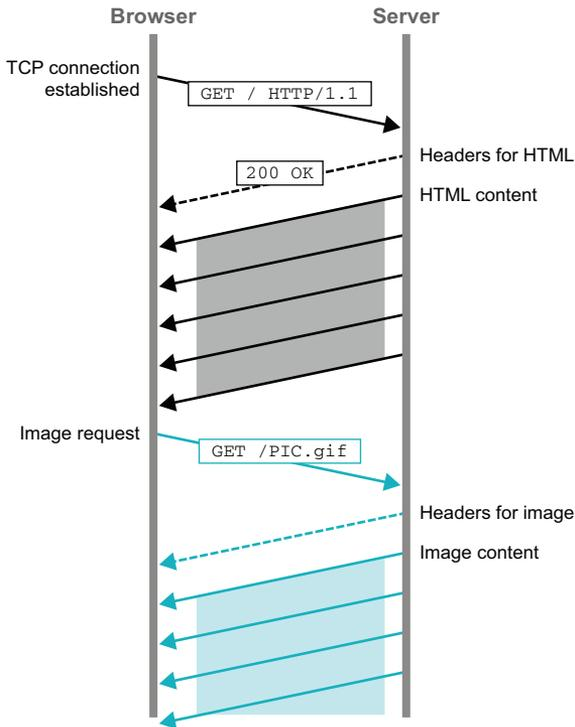 Browser
Server
TCP connection
established
GET / HTTP/1.1
Headers for HTML
200 OK
HTML content
Image request
GET /PIC.gif
Headers for image
Image content